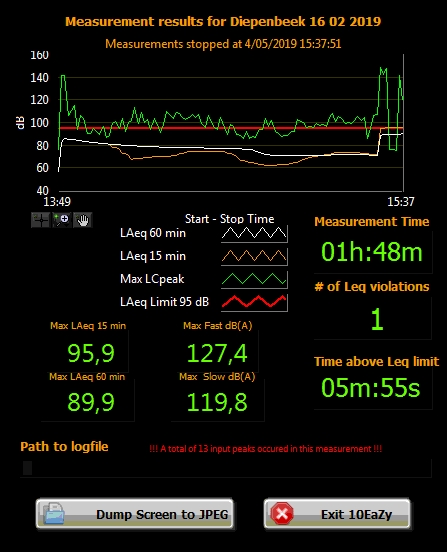 Measurement results for Diepenbeek 16 02 2019
Measurements stopped at 4/05/2019 15:37:51
160
140
120
100
80
60
40
dB
13:49
15:37
Start - Stop Time
LAeq 60 min
LAeq 15 min
Max LCpeak
LAeq Limit 95 dB
Measurement Time
01h:48m
# of Leq violations
1
Time above Leq limit
05m:55s
Max LAeq 15 min
95,9
Max Fast dB(A)
127,4
Max LAeq 60 min
89,9
Max Slow dB(A)
119,8
Path to logfile
!!! A total of 13 input peaks occured in this measurement !!!
Dump Screen to JPEG
Exit 10EaZy